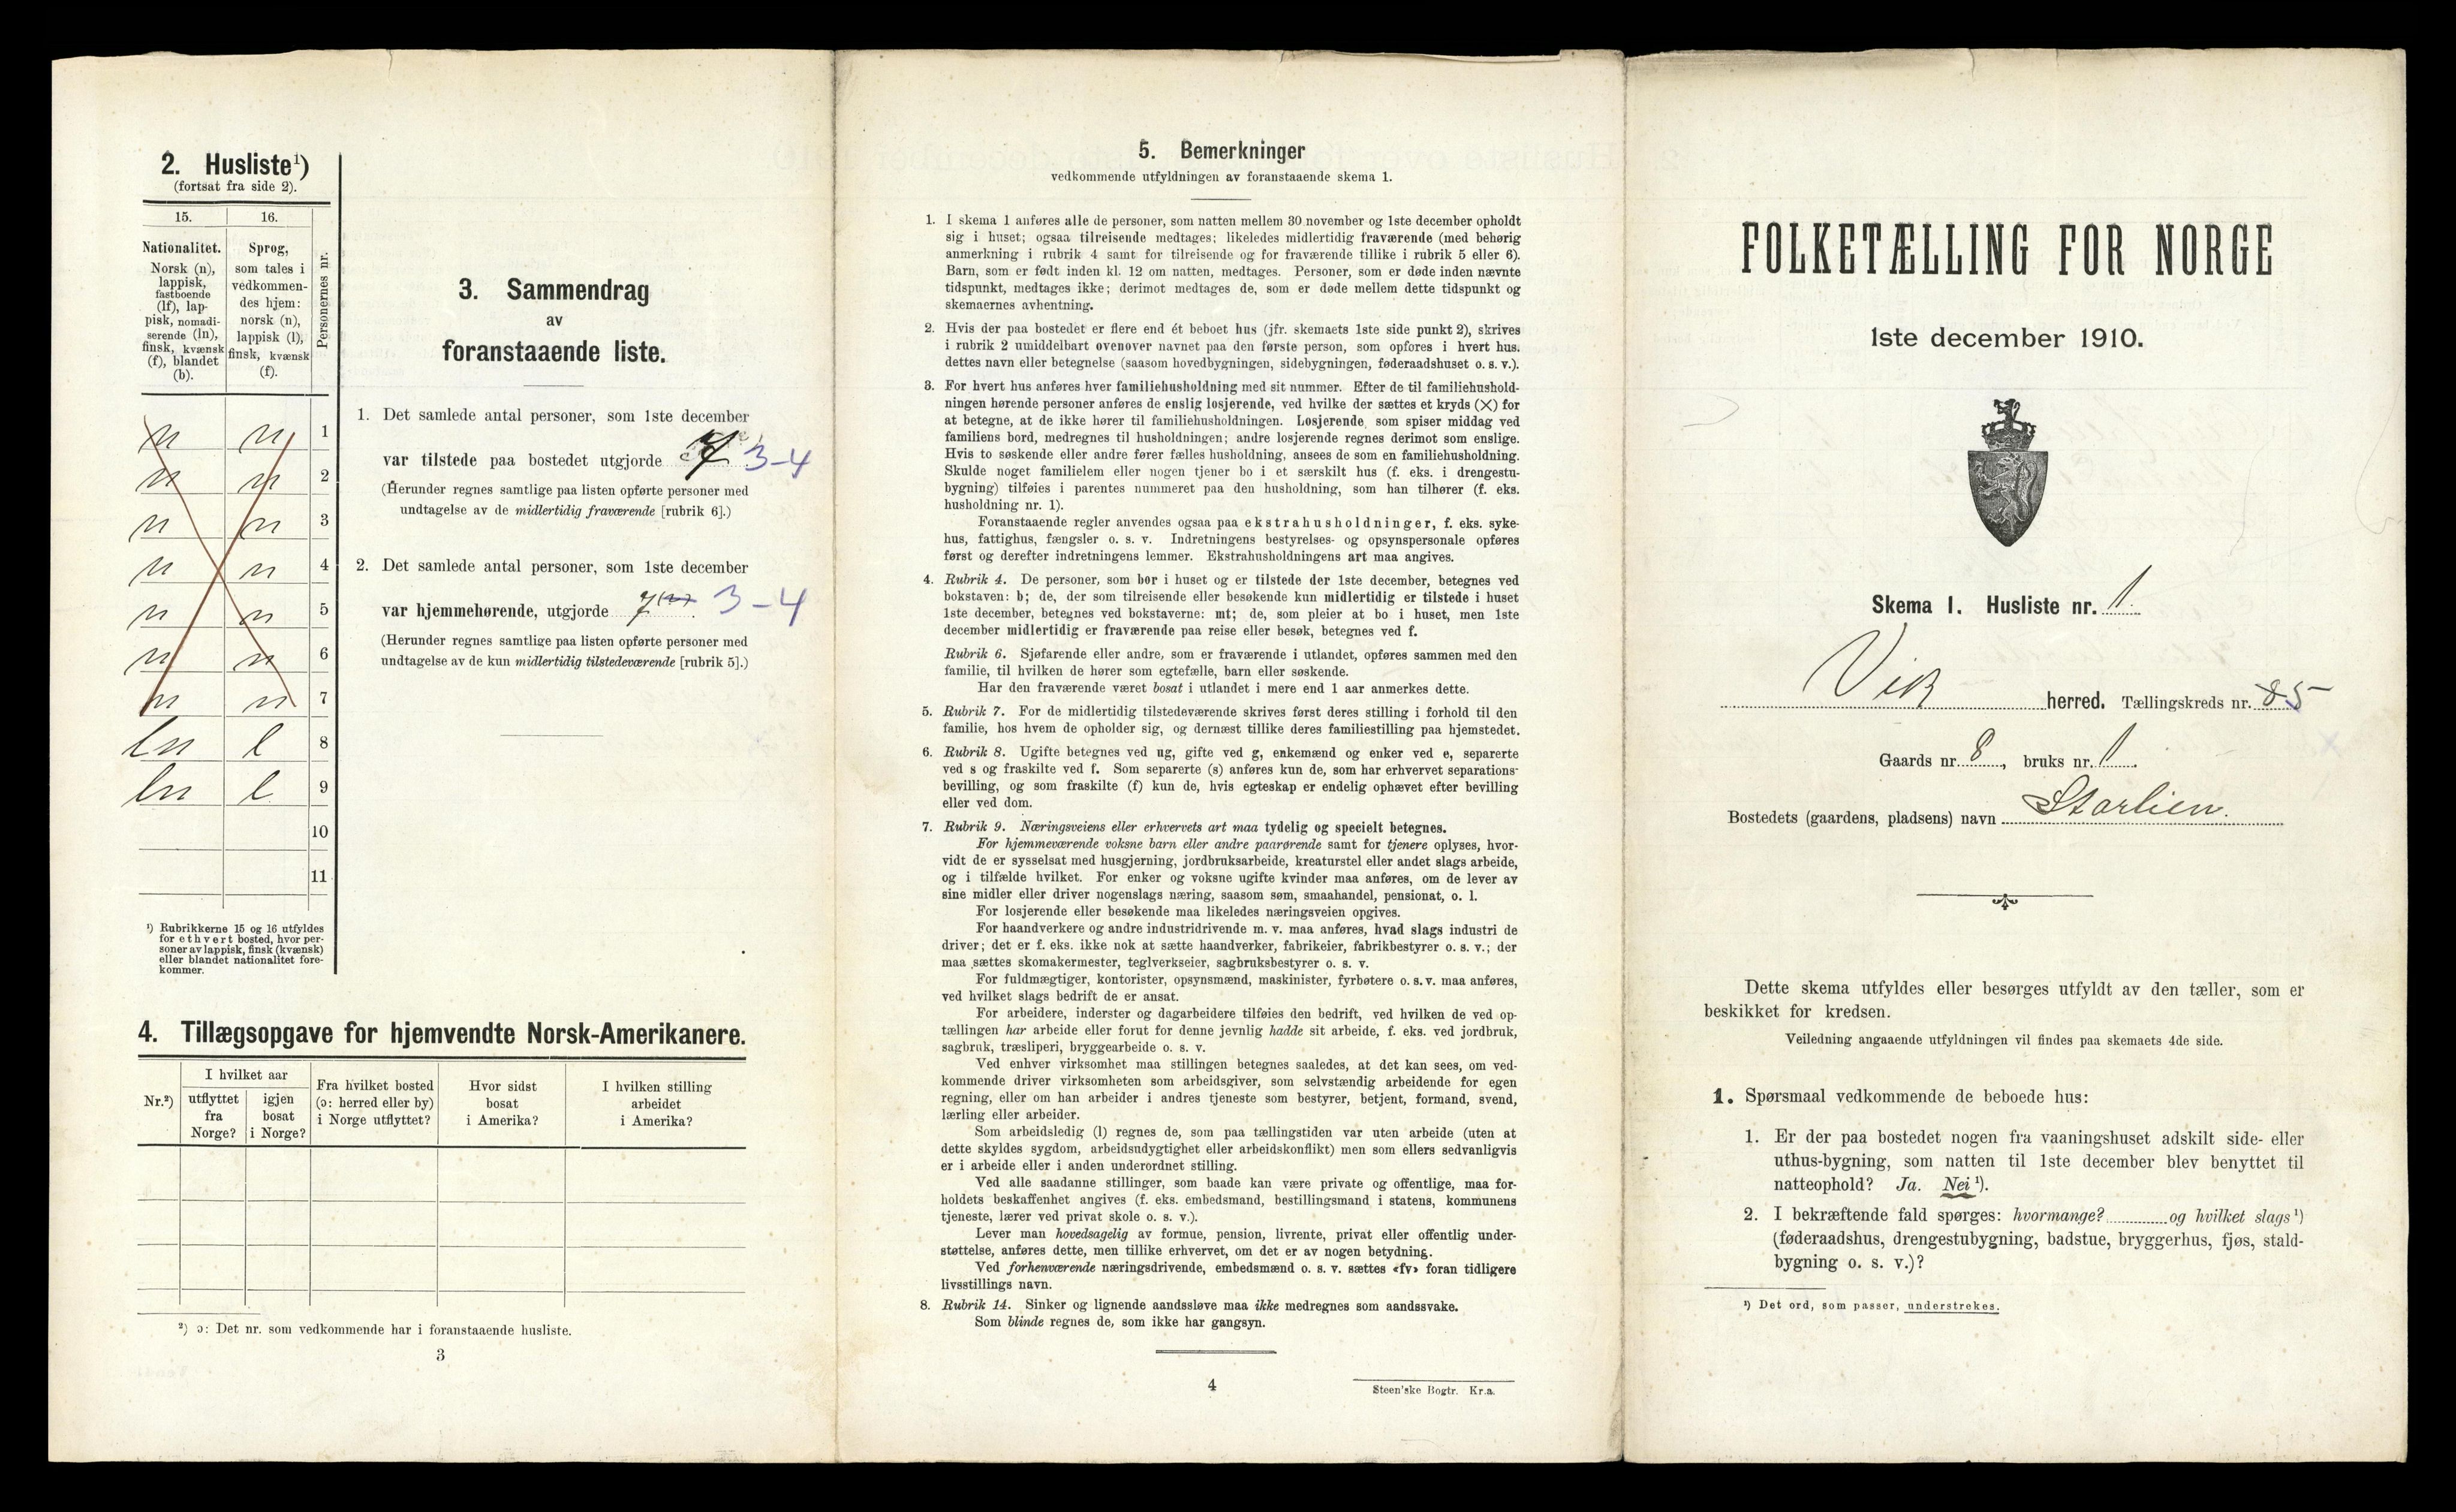 2. Husliste¹)
(fortsat fra side 2).
15.
16.
Personernes nr.
Nationalitet.
Norsk (n),
lappisk,
fastboende
(lf), lap-
pisk, nomadi-
serende (ln),
finsk, kvænsk
(f), blandet
(b).
Sprog,
som tales i
vedkommen-
des hjem:
norsk (n),
lappisk (l),
finsk, kvænsk
(f).
n n 1
n n 2
n n 3
n n 4
n n 5
n n 6
n n 7
ln l 8
ln l 9
10
11
¹) Rubrikkerne 15 og 16 utfyldes
for ethvert bosted, hvor per-
soner av lappisk, finsk (kvænsk)
eller blandet nationalitet fore-
kommer.
3. Sammendrag
av
foranstaaende liste.
1. Det samlede antal personer, som 1ste december
var tilstede paa bostedet utgjorde 7 3-4
(Herunder regnes samtlige paa listen opførte personer med
undtagelse av de midlertidig fraværende [rubrik 6].)
2. Det samlede antal personer, som 1ste december
var hjemmehørende, utgjorde 7 3-4
(Herunder regnes samtlige paa listen opførte personer med
undtagelse av de kun midlertidig tilstedeværende [rubrik 5].)
4. Tillægsopgave for hjemvendte Norsk-Amerikanere.
Nr.²)
I hvilket aar
utflyttet
fra
Norge?
igjen
bosat
i Norge?
Fra hvilket bosted
(ɔ: herred eller by)
i Norge utflyttet?
Hvor sidst
bosat
i Amerika?
I hvilken stilling
arbeidet
i Amerika?
²) ɔ: Det nr. som vedkommende har i foranstaaende husliste.
3
5. Bemerkninger
vedkommende utfyldningen av foranstaaende skema 1.
1. I skema 1 anføres alle de personer, som natten mellem 30 november og 1ste december opholdt
sig i huset; ogsaa tilreisende medtages; likeledes midlertidig fraværende (med behørig
anmerkning i rubrik 4 samt for tilreisende og for fraværende tillike i rubrik 5 eller 6).
Barn, som er født inden kl. 12 om natten, medtages. Personer, som er døde inden nævnte
tidspunkt, medtages ikke; derimot medtages de, som er døde mellem dette tidspunkt og
skemaernes avhentning.
2. Hvis der paa bostedet er flere end ét beboet hus (jfr. skemaets 1ste side punkt 2), skrives
i rubrik 2 umiddelbart ovenover navnet paa den første person, som opføres i hvert hus.
dettes navn eller betegnelse (saasom hovedbygningen, sidebygningen, føderaadshuset o. s. v.).
3. For hvert hus anføres hver familiehusholdning med sit nummer. Efter de til familiehushold-
ningen hørende personer anføres de enslig losjerende, ved hvilke der sættes et kryds (×) for
at betegne, at de ikke hører til familiehusholdningen. Losjerende som spiser middag ved
familiens bord, medregnes til husholdningen; andre losjerende regnes derimot som enslige.
Hvis to søskende eller andre fører fælles husholdning, ansees de som en familiehusholdning.
Skulde noget familielem eller nogen tjener bo i et særskilt hus (f. eks. i drengestu-
bygning) tilføies i parentes nummeret paa den husholdning, som han tilhører (f. eks.
husholdning nr. 1).
Foranstaaende regler anvendes ogsaa paa ekstrahusholdninger, f. eks. syke-
hus, fattighus, fængsler o. s. v. Indretningens bestyrelses- og opsynspersonale opføres
først og derefter indretningens lemmer. Ekstrahusholdningens art maa angives.
4. Rubrik 4. De personer, som bor i huset og er tilstede der 1ste december, betegnes ved
bokstaven: b; de, der som tilreisende eller besøkende kun midlertidig er tilstede i huset
1ste december, betegnes ved bokstaverne: mt; de, som pleier at bo i huset, men 1ste
december midlertidig er fraværende paa reise eller besøk, betegnes ved f.
Rubrik 6. Sjøfarende eller andre, som er fraværende i utlandet, opføres sammen med den
familie, til hvilken de hører som egtefælle, barn eller søskende.
Har den fraværende været bosat i utlandet i mere end 1 aar anmerkes dette.
5. Rubrik 7. For de midlertidig tilstedeværende skrives først deres stilling i forhold til den
familie, hos hvem de opholder sig, og dernæst tillike deres familiestilling paa hjemstedet.
6. Rubrik 8. Ugifte betegnes ved ug, gifte ved g, enkemænd og enker ved e, separerte
ved s og fraskilte ved f. Som separerte (s) anføres kun de, som har erhvervet separations-
bevilling, og som fraskilte (f) kun de, hvis egteskap er endelig ophævet efter bevilling
eller ved dom.
7. Rubrik 9. Næringsveiens eller erhvervets art maa tydelig og specielt betegnes.
For hjemmeværende voksne barn eller andre paarørende samt for tjenere oplyses, hvor-
vidt de er sysselsat med husgjerning, jordbruksarbeide, kreaturstel eller andet slags arbeide,
og i tilfælde hvilket. For enker og voksne ugifte kvinder maa anføres, om de lever av
sine midler eller driver nogenslags næring, saasom søm, smaahandel, pensionat, o. l.
For losjerende eller besøkende maa likeledes næringsveien opgives.
For haandverkere og andre industridrivende m. v. maa anføres, hvad slags industri de
driver; det er f. eks. ikke nok at sætte haandverker, fabrikeier, fabrikbestyrer o. s. v.; der
maa sættes skomakermester, teglverkseier, sagbruksbestyrer o. s. v.
For fuldmægtiger, kontorister, opsynsmænd, maskinister, fyrbøtere o. s. v. maa anføres,
ved hvilket slags bedrift de er ansat.
For arbeidere, inderster og dagarbeidere tilføies den bedrift, ved hvilken de ved op-
tællingen har arbeide eller forut for denne jevnlig hadde sit arbeide, f. eks. ved jordbruk,
sagbruk, træsliperi, bryggearbeide o. s. v.
Ved enhver virksomhet maa stillingen betegnes saaledes, at det kan sees, om ved-
kommende driver virksomheten som arbeidsgiver, som selvstændig arbeidende for egen
regning, eller om han arbeider i andres tjeneste som bestyrer, betjent, formand, svend,
lærling eller arbeider.
Som arbeidsledig (l) regnes de, som paa tællingstiden var uten arbeide (uten at
dette skyldes sygdom, arbeidsudygtighet eller arbeidskonflikt) men som ellers sedvanligvis
er i arbeide eller i anden underordnet stilling.
Ved alle saadanne stillinger, som baade kan være private og offentlige, maa for-
holdets beskaffenhet angives (f. eks. embedsmand, bestillingsmand i statens, kommunens
tjeneste, lærer ved privat skole o. s. v.).
Lever man hovedsagelig av formue, pension, livrente, privat eller offentlig under-
støttelse, anføres dette, men tillike erhvervet, om det er av nogen betydning.
Ved forhenværende næringsdrivende, embedsmænd o. s. v. sættes «fv» foran tidligere
livsstillings navn.
8. Rubrik 14. Sinker og lignende aandssløve maa ikke medregnes som aandssvake.
Som blinde regnes de, som ikke har gangsyn.
4
Steen'ske Bogtr. Kr.a.
FOLKETÆLLING FOR NORGE
1ste december 1910.
Skema 1. Husliste nr. 1.
Vik herred. Tællingskreds nr. 8 5
Gaards nr. 8, bruks nr. 1.
Bostedets (gaardens, pladsens) navn Storlien.
Dette skema utfyldes eller besørges utfyldt av den tæller, som er
beskikket for kredsen.
Veiledning angaaende utfyldningen vil findes paa skemaets 4de side.
1. Spørsmaal vedkommende de beboede hus:
1. Er der paa bostedet nogen fra vaaningshuset adskilt side- eller
uthus-bygning, som natten til 1ste december blev benyttet til
natteophold? Ja. Nei ¹).
2. I bekræftende fald spørges: hvormange? og hvilket slags ¹)
(føderaadshus, drengestubygning, badstue, bryggerhus, fjøs, stald-
bygning o. s. v.)?
¹) Det ord, som passer, understrekes.